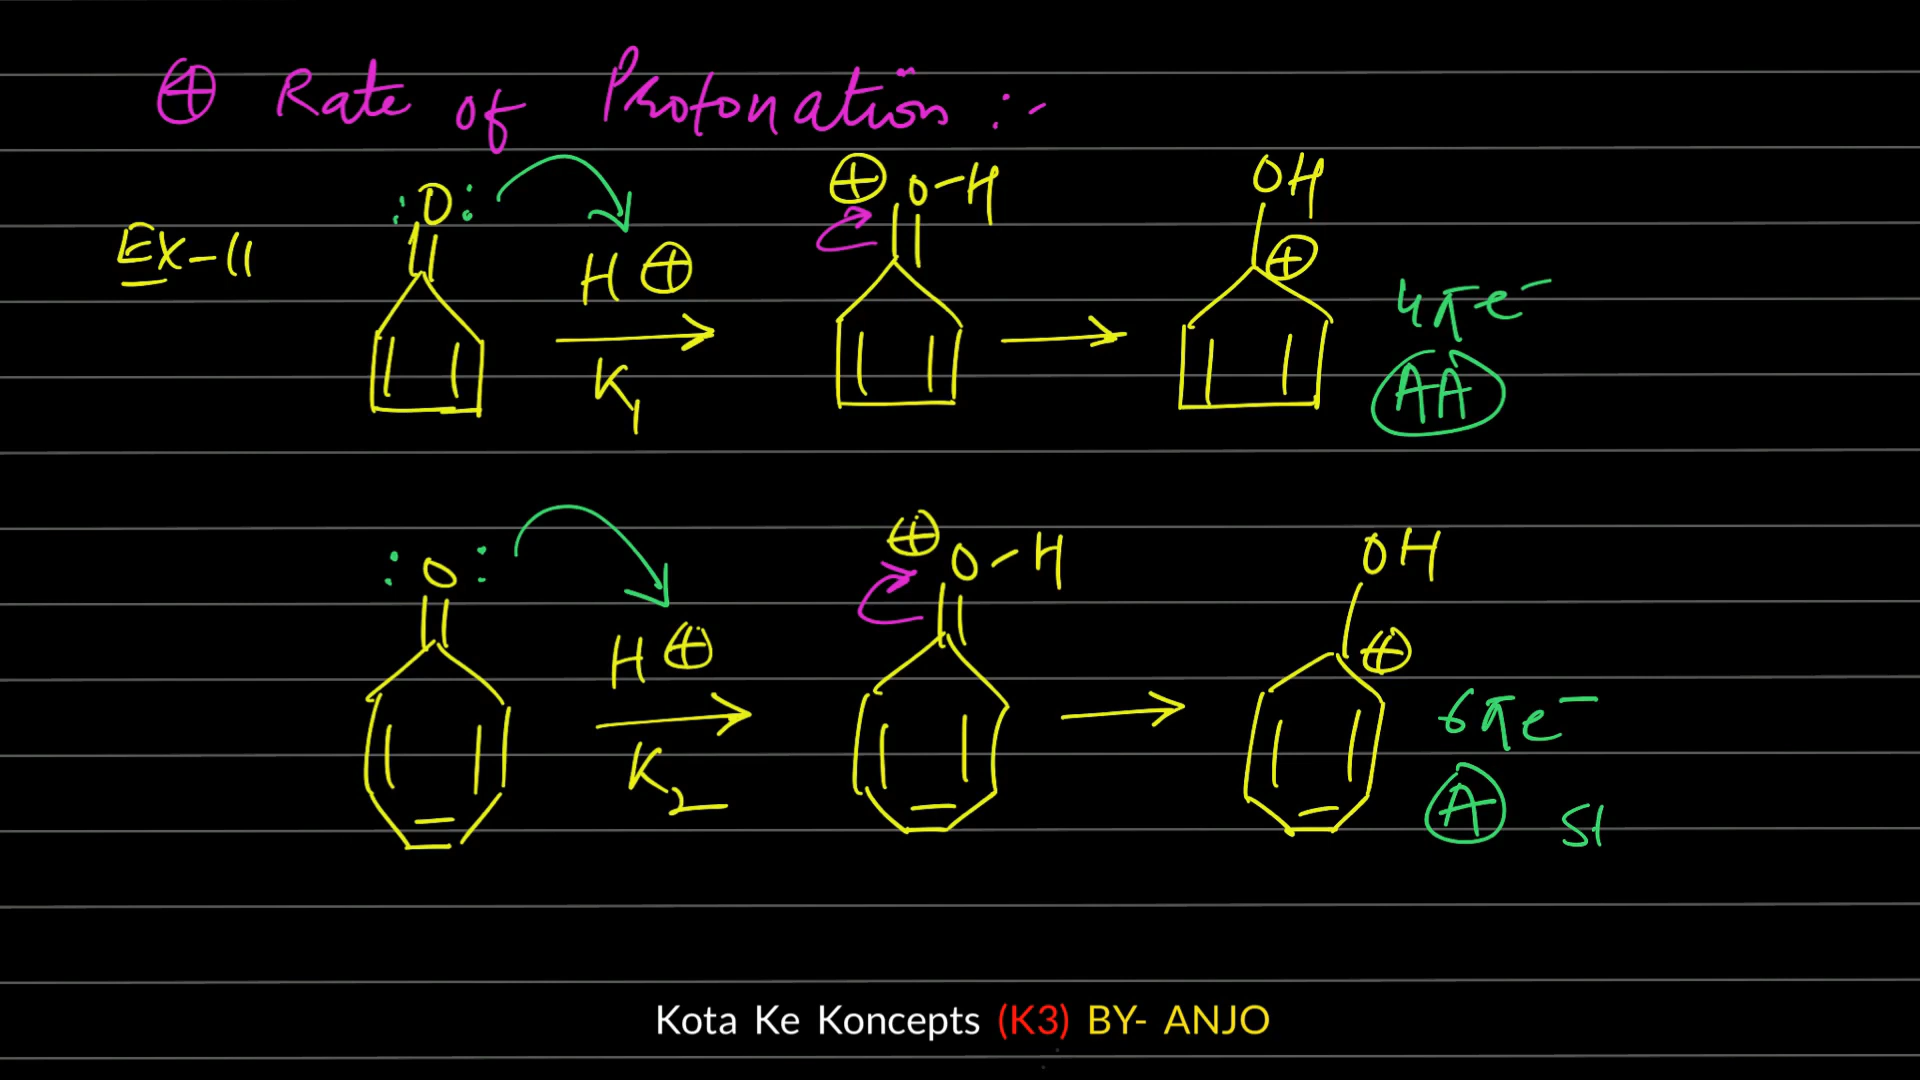 ⊕ Rate of Protonation :-
:O: ⊕ O-H OH
Ex-11 H⊕ ⊕ 4πe⁻
K₁ AA
:O: ⊕ O-H OH
H⊕ ⊕ 6πe⁻
K₂ A St
Kota Ke Koncepts (K3) BY- ANJO